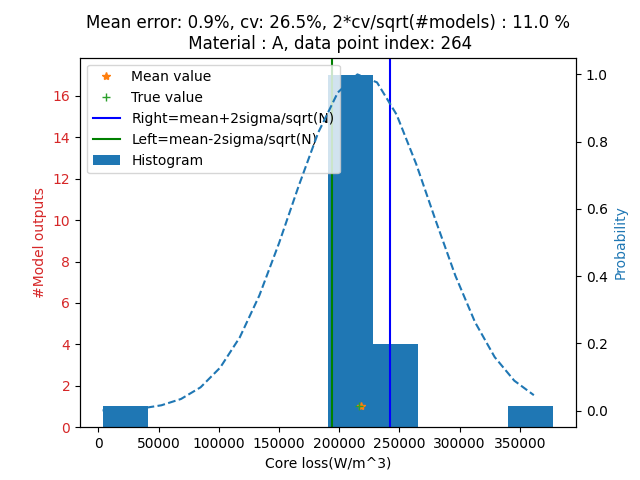 Mean error: 0.9%, cv: 26.5%, 2*cv/sqrt(#models) : 11.0 %
Material : A, data point index: 264
Mean value
True value
Right=mean+2sigma/sqrt(N)
Left=mean-2sigma/sqrt(N)
Histogram
16
14
12
10
8
6
4
2
0
#Model outputs
1.0
0.8
0.6
0.4
0.2
0.0
Probability
0 50000 100000 150000 200000 250000 300000 350000
Core loss(W/m^3)